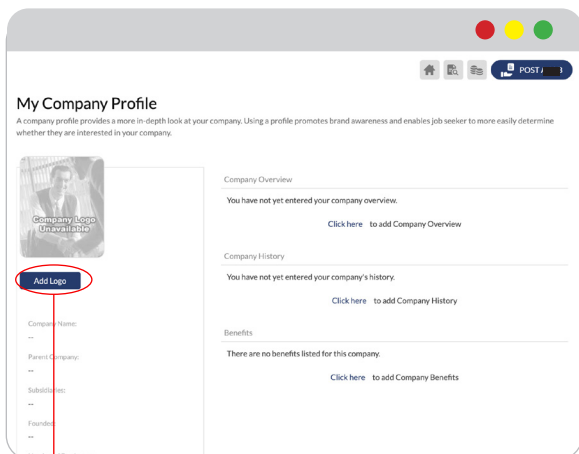 POST
My Company Profile
A company profile provides a more in-depth look at your company. Using a profile promotes brand awareness and enables job seeker to more easily determine
whether they are interested in your company.
Company Logo
Unavailable
Add Logo
Company Name:
--
Parent Company:
--
Subsidiaries:
--
Founded:
--
Company Overview
You have not yet entered your company overview.
Click here to add Company Overview
Company History
You have not yet entered your company's history.
Click here to add Company History
Benefits
There are no benefits listed for this company.
Click here to add Company Benefits